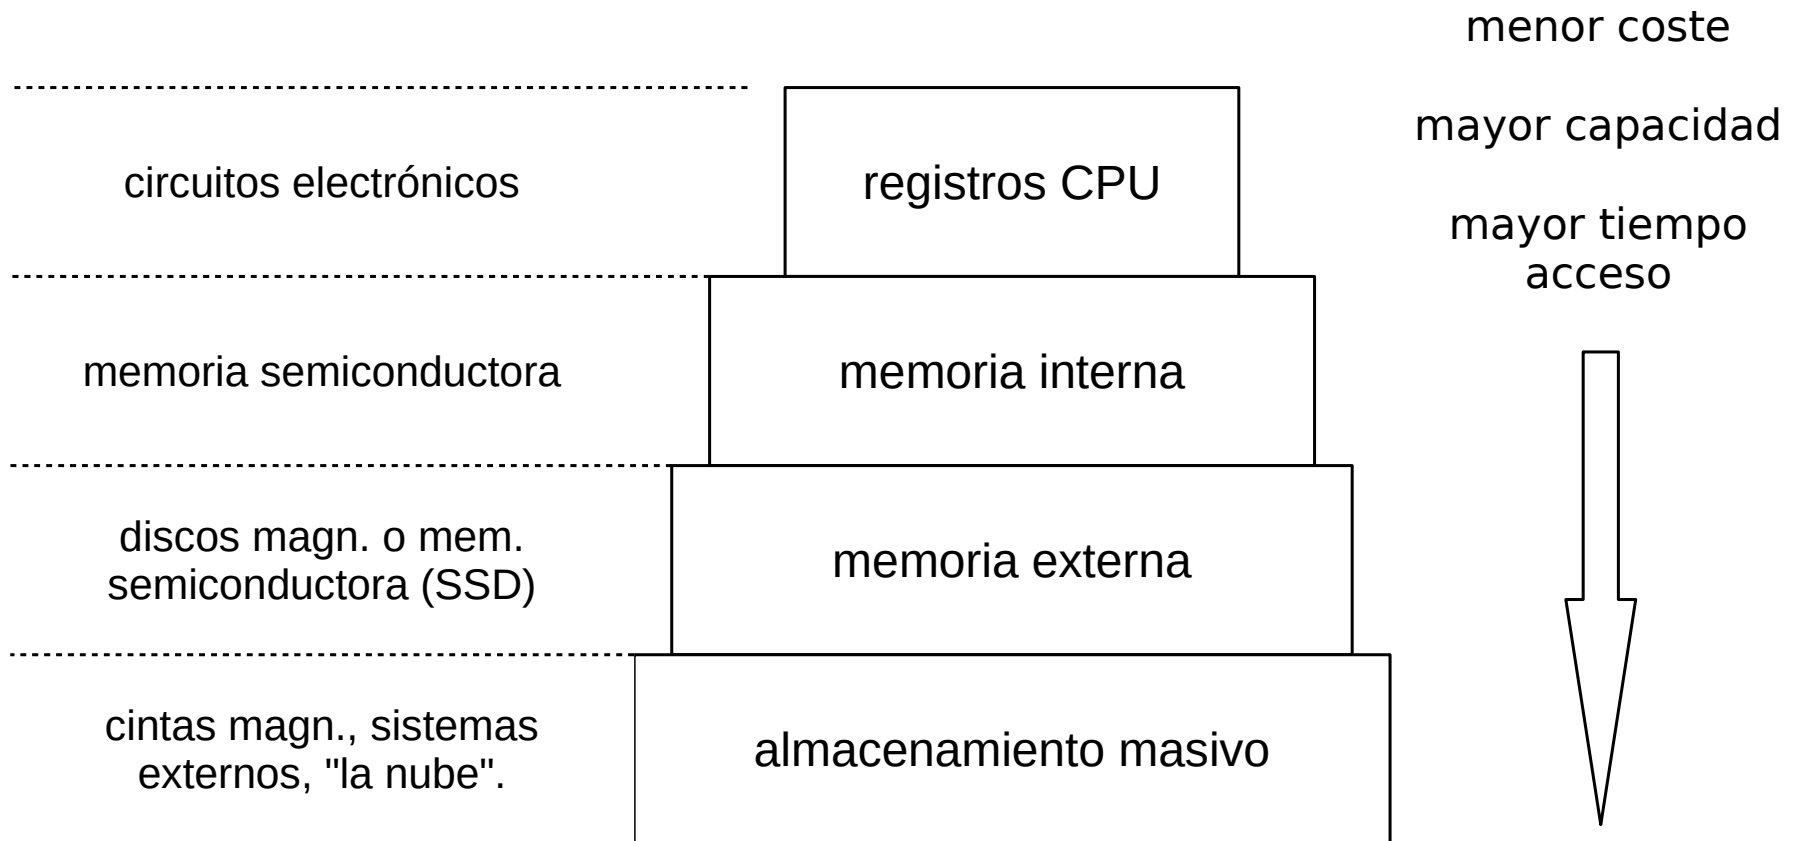 menor coste
mayor capacidad
mayor tiempo
acceso
circuitos electrónicos
registros CPU
memoria semiconductora
memoria interna
discos magn. o mem.
semiconductora (SSD)
memoria externa
cintas magn., sistemas
externos, "la nube".
almacenamiento masivo